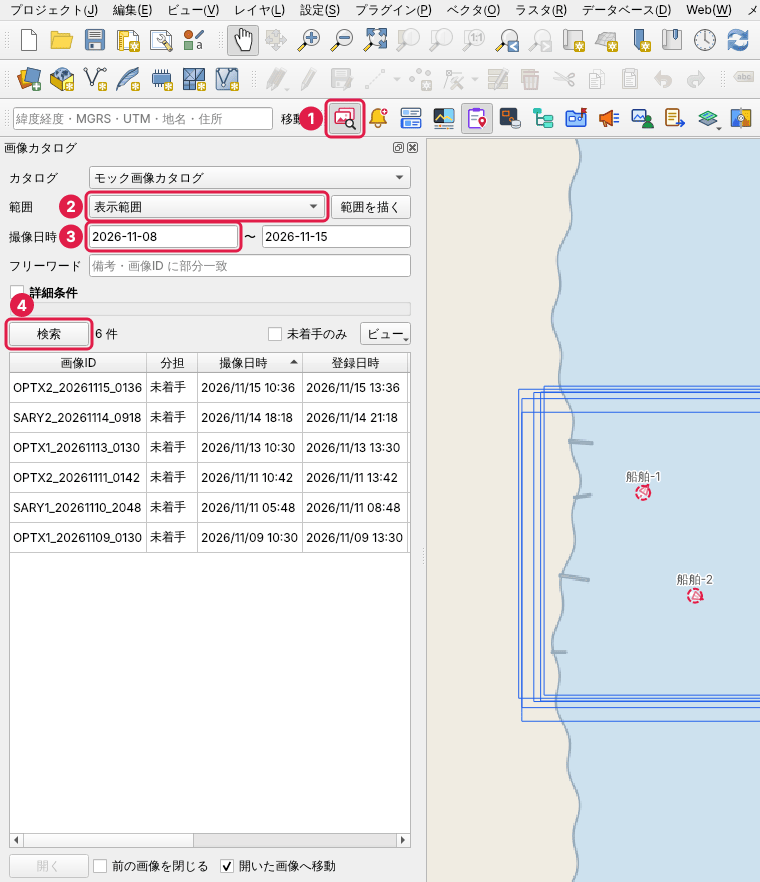 プロジェクト(J) 編集(E) ビュー(V) レイヤ(L) 設定(S) プラグイン(P) ベクタ(O) ラスタ(R) データベース(D) Web(W) メ
1:1
abc
緯度経度・MGRS・UTM・地名・住所 移動 1
画像カタログ
カタログ モック画像カタログ
範囲 2 表示範囲 範囲を描く
撮像日時 3 2026-11-08 〜 2026-11-15
フリーワード 備考・画像ID に部分一致
詳細条件
4
検索 6 件 未着手のみ ビュー
画像ID 分担 撮像日時 登録日時
OPTX2_20261115_0136 未着手 2026/11/15 10:36 2026/11/15 13:36
SARY2_20261114_0918 未着手 2026/11/14 18:18 2026/11/14 21:18
OPTX1_20261113_0130 未着手 2026/11/13 10:30 2026/11/13 13:30
OPTX2_20261111_0142 未着手 2026/11/11 10:42 2026/11/11 13:42
SARY1_20261110_2048 未着手 2026/11/11 05:48 2026/11/11 08:48
OPTX1_20261109_0130 未着手 2026/11/09 10:30 2026/11/09 13:30
船舶-1
船舶-2
開く 前の画像を閉じる 開いた画像へ移動